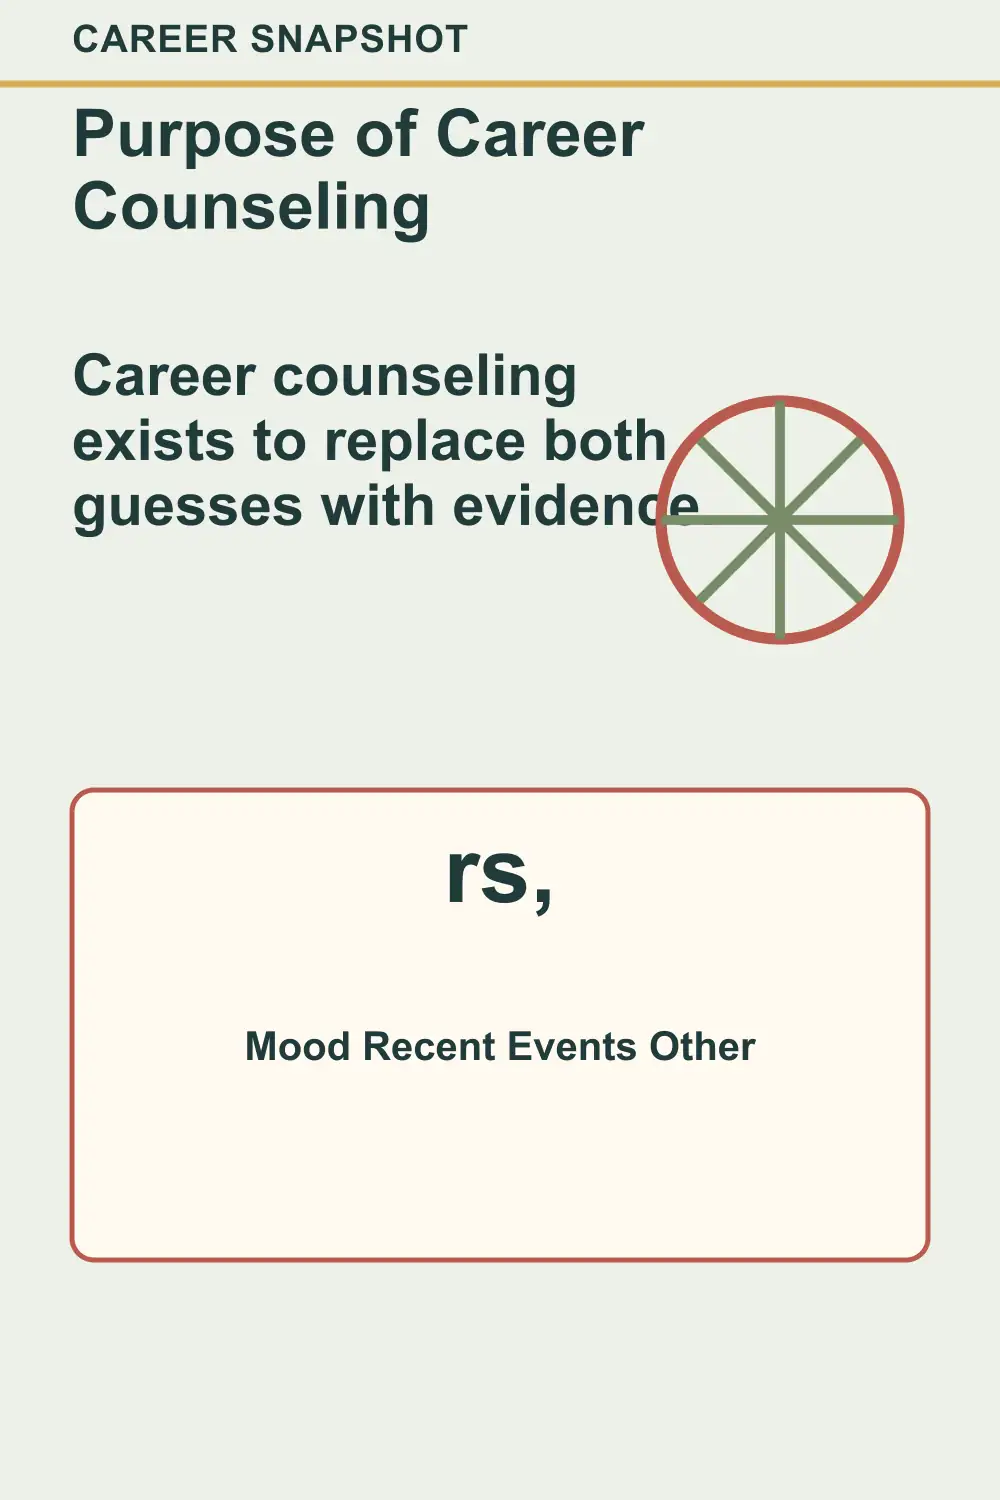 CAREER SNAPSHOT
Purpose of Career
Counseling
Career counseling
exists to replace both
guesses with evidence
rs,
Mood Recent Events Other